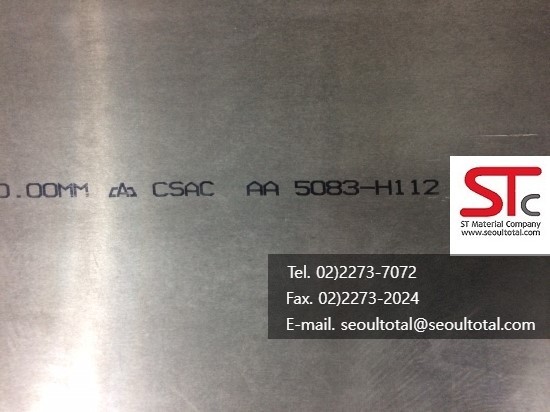 0.00MM CSAC AA 5083-H112
STc
ST Material Company
www.seoultotal.com
Tel. 02)2273-7072
Fax. 02)2273-2024
E-mail. seoultotal@seoultotal.com